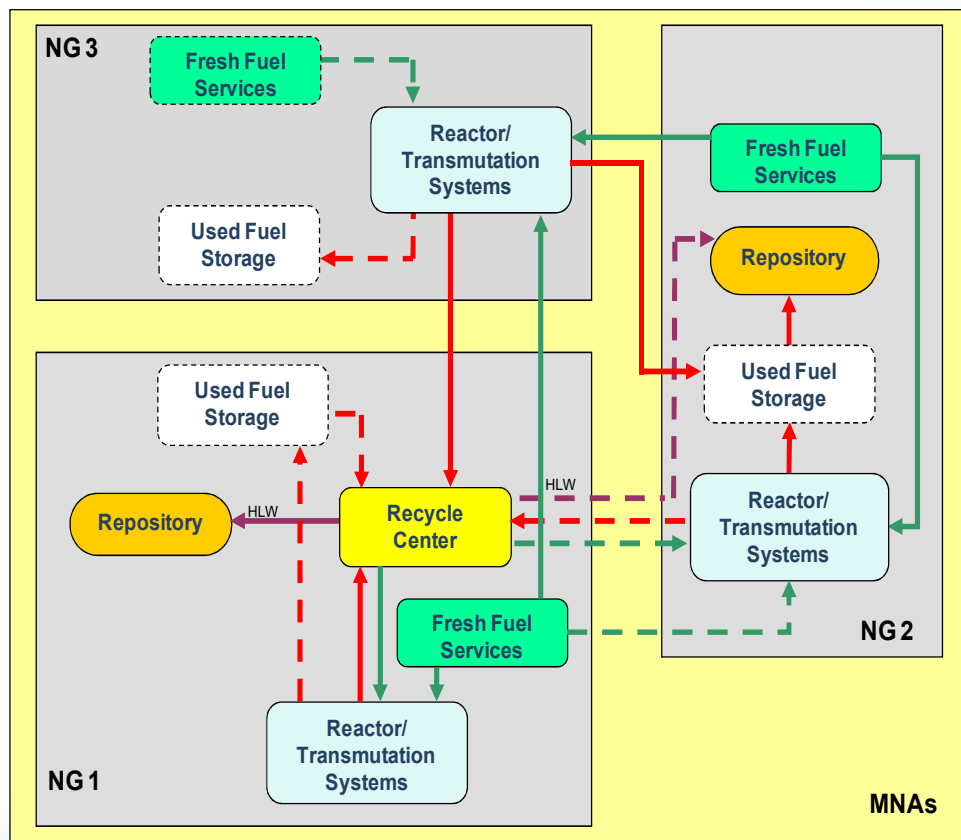 NG 3
Fresh Fuel
Services
Reactor/
Transmutation
Systems
Used Fuel
Storage
Fresh Fuel
Services
Repository
Used Fuel
Storage
Reactor/
Transmutation
Systems
NG 2
Used Fuel
Storage
Repository
HLW
Recycle
Center
HLW
Fresh Fuel
Services
Reactor/
Transmutation
Systems
NG 1
MNAs